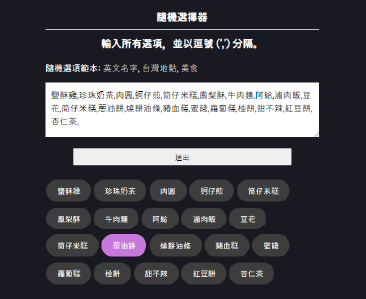 隨機選擇器
輸入所有選項，並以逗號 (',') 分隔。
隨機選項範本: 英文名字, 台灣地點, 美食
鹽酥雞,珍珠奶茶,肉圓,蚵仔煎,筒仔米糕,鳳梨酥,牛肉麵,阿給,滷肉飯,豆
花,筒仔米糕,蔥油餅,燒餅油條,豬血糕,蜜餞,蘿蔔糕,椪餅,甜不辣,紅豆餅,
杏仁茶,
送出
鹽酥雞 珍珠奶茶 肉圓 蚵仔煎 筒仔米糕
鳳梨酥 牛肉麵 阿給 滷肉飯 豆花
筒仔米糕 蔥油餅 燒餅油條 豬血糕 蜜餞
蘿蔔糕 椪餅 甜不辣 紅豆餅 杏仁茶